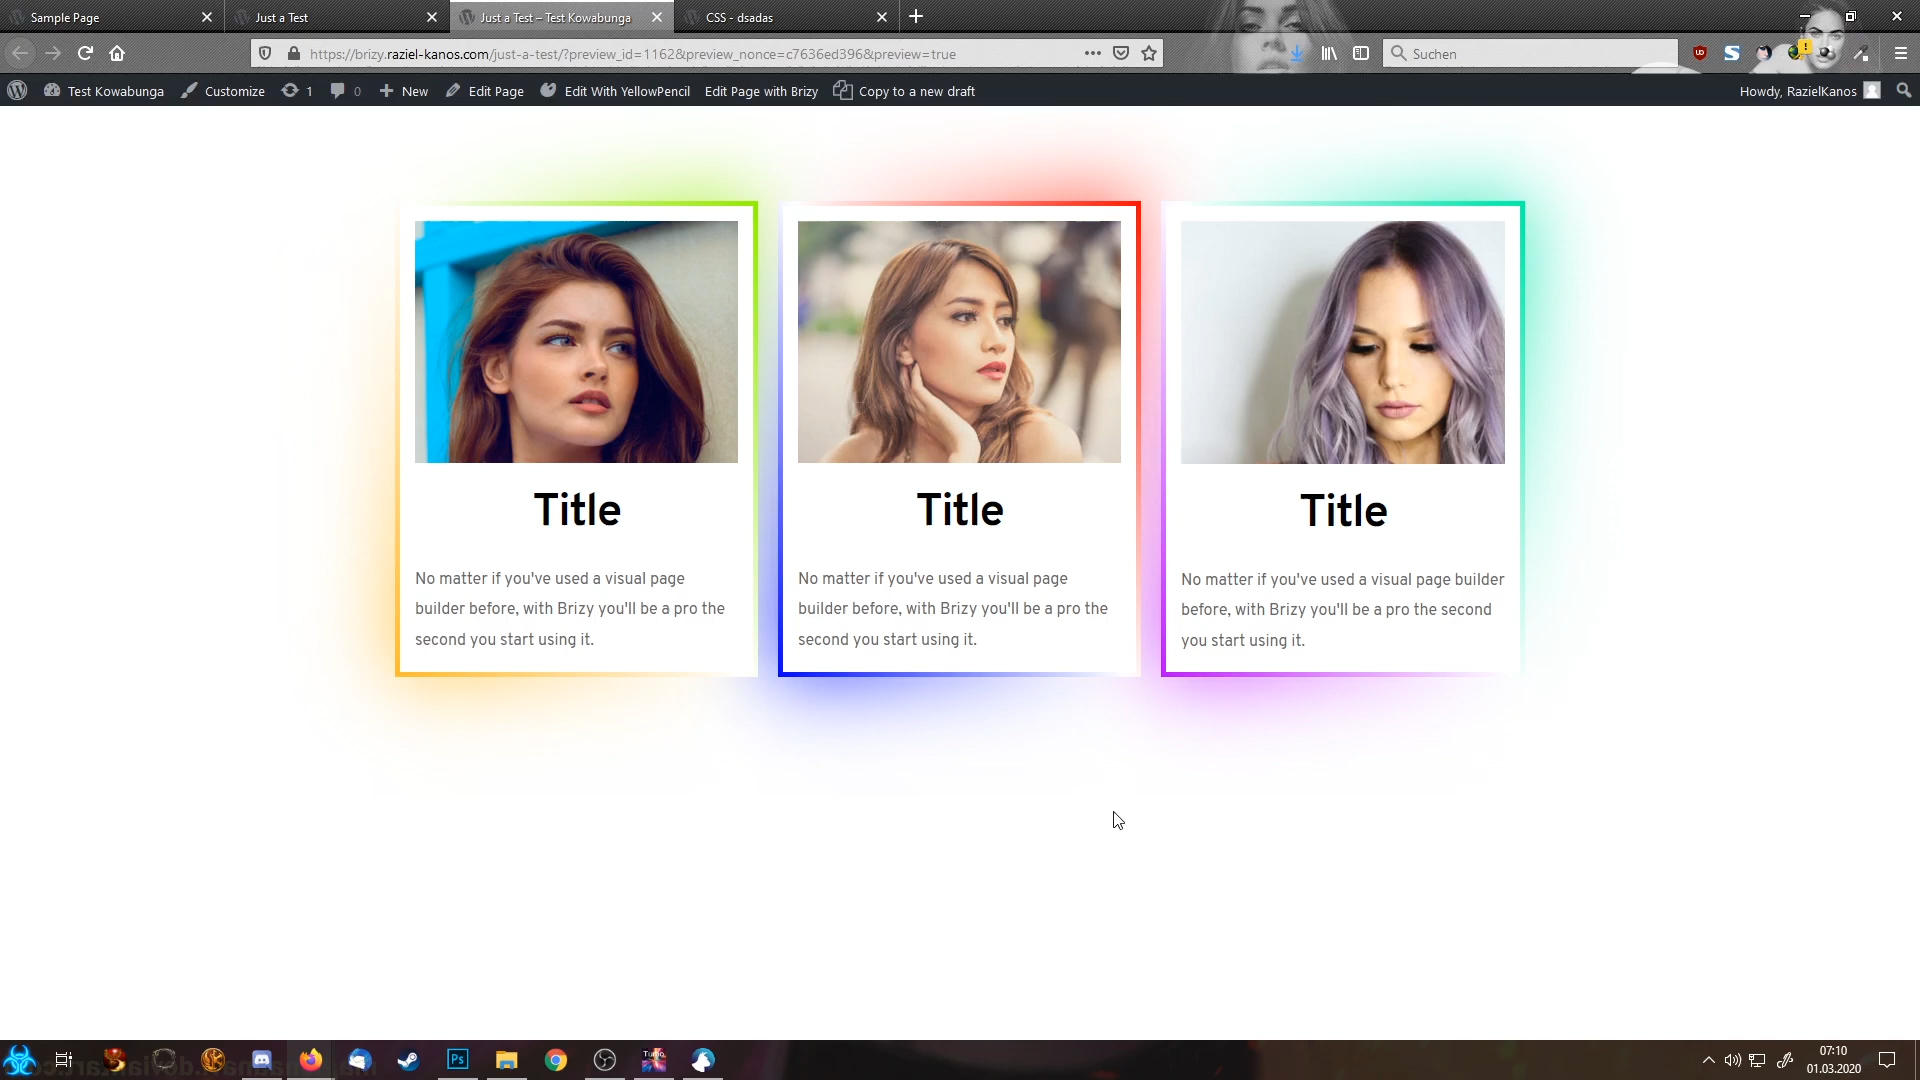 Sample Page
Just a Test
Just a Test – Test Kowabunga
CSS - dsadas
https://brizy.raziel-kanos.com/just-a-test/?preview_id=1162&preview_nonce=c7636ed396&preview=true
Suchen
Test Kowabunga
Customize
1
0
New
Edit Page
Edit With YellowPencil
Edit Page with Brizy
Copy to a new draft
Howdy, RazielKanos
Title
No matter if you've used a visual page
builder before, with Brizy you'll be a pro the
second you start using it.
Title
No matter if you've used a visual page
builder before, with Brizy you'll be a pro the
second you start using it.
Title
No matter if you've used a visual page builder
before, with Brizy you'll be a pro the second
you start using it.
Ps
07:10
01.03.2020